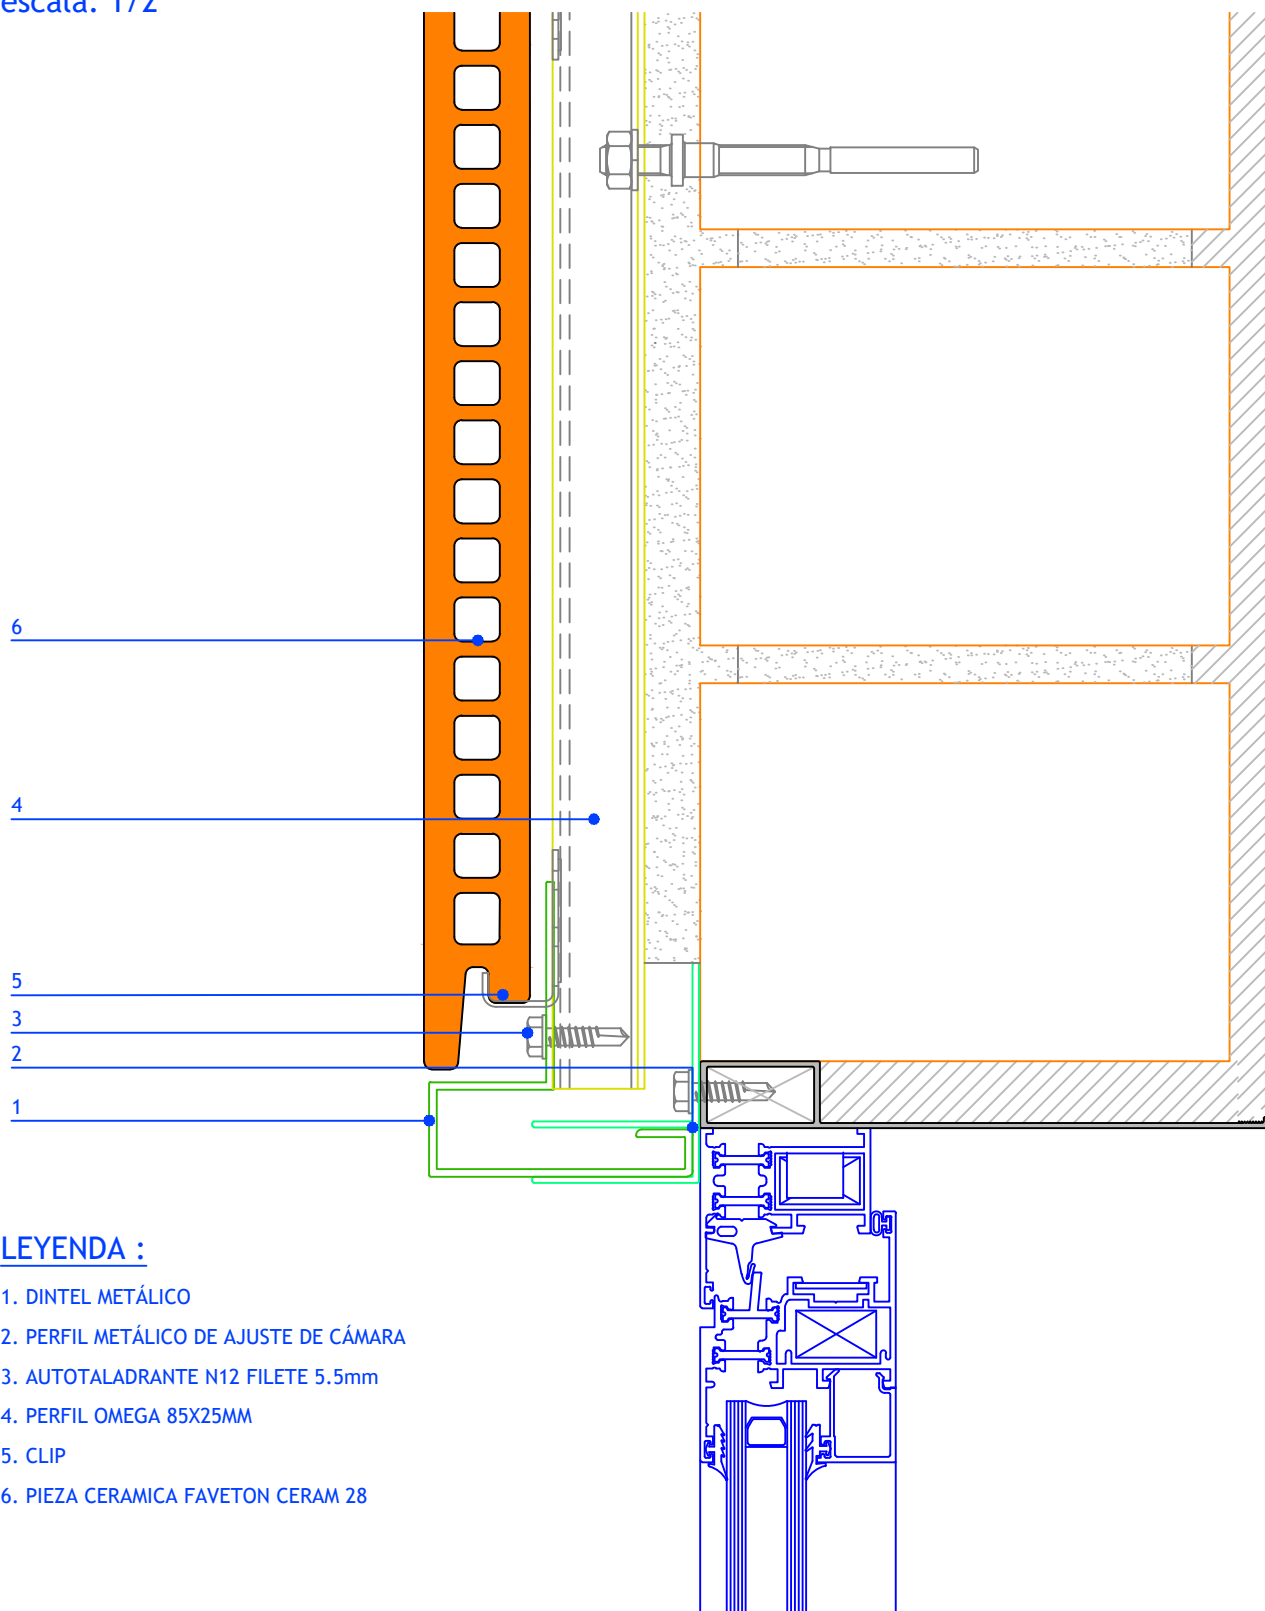 escala: 1/2
6
4
5
3
2
1
LEYENDA :
1. DINTEL METÁLICO
2. PERFIL METÁLICO DE AJUSTE DE CÁMARA
3. AUTOTALADRANTE N12 FILETE 5.5mm
4. PERFIL OMEGA 85X25MM
5. CLIP
6. PIEZA CERAMICA FAVETON CERAM 28